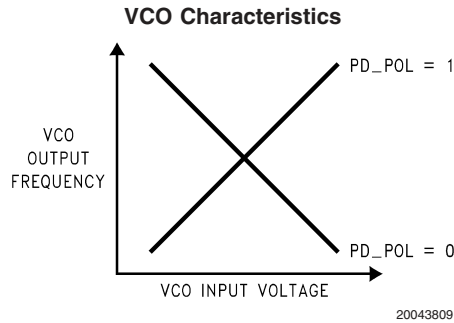 VCO Characteristics
PD_POL = 1
VCO
OUTPUT
FREQUENCY
PD_POL = 0
VCO INPUT VOLTAGE
20043809